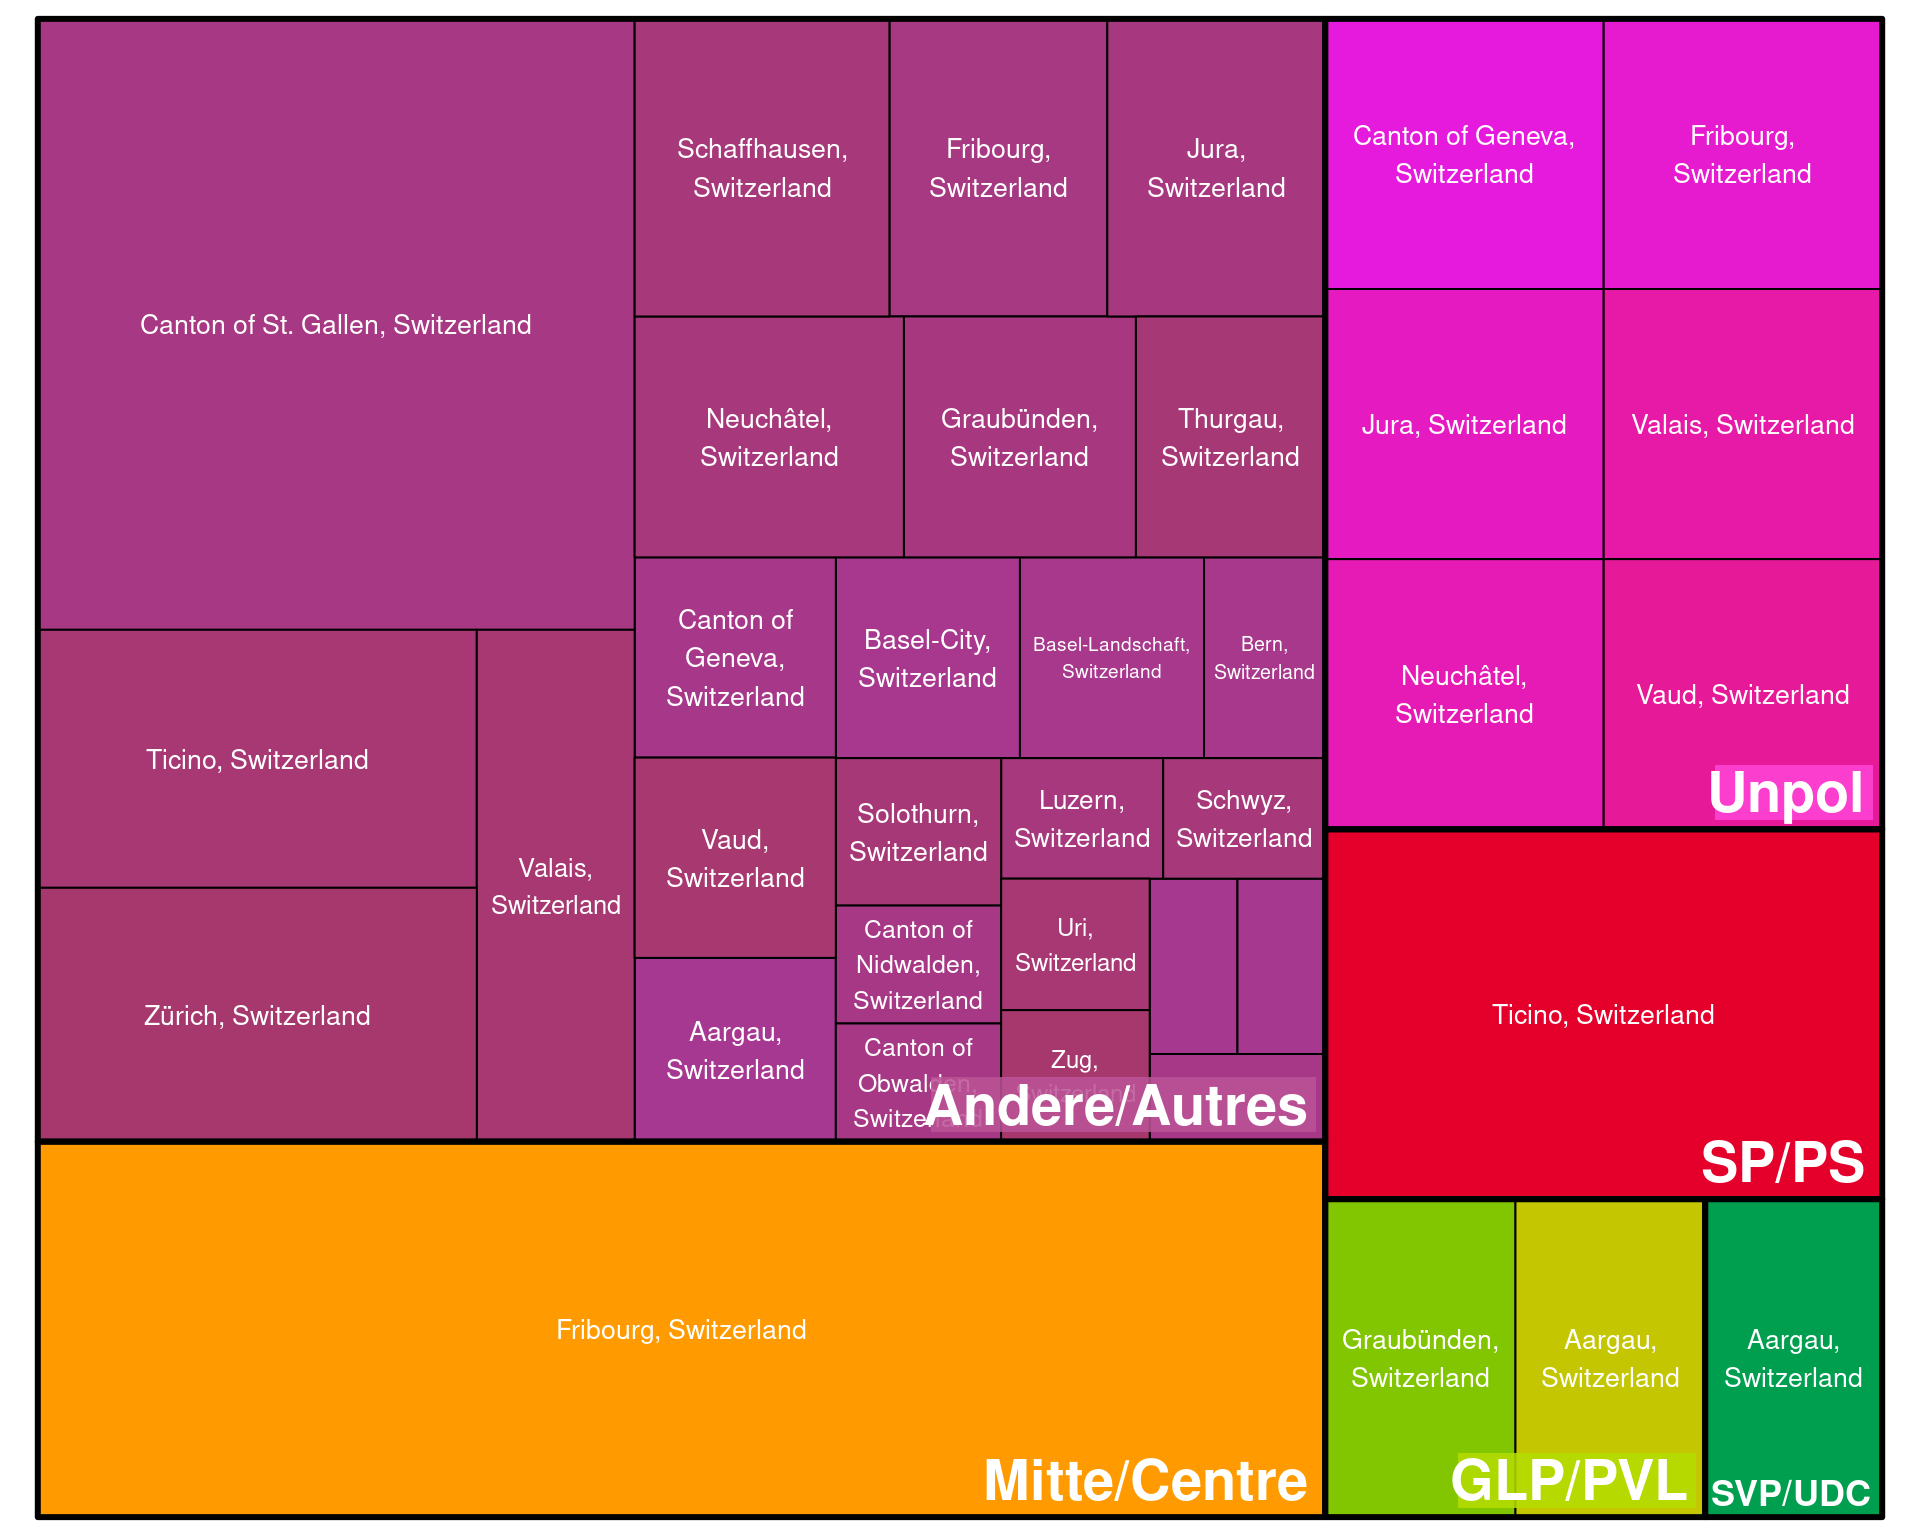 Canton of St. Gallen, Switzerland
Schaffhausen,
Switzerland
Fribourg,
Switzerland
Jura,
Switzerland
Neuchâtel,
Switzerland
Graubünden,
Switzerland
Thurgau,
Switzerland
Ticino, Switzerland
Zürich, Switzerland
Valais,
Switzerland
Canton of
Geneva,
Switzerland
Basel-City,
Switzerland
Basel-Landschaft,
Switzerland
Bern,
Switzerland
Vaud,
Switzerland
Aargau,
Switzerland
Solothurn,
Switzerland
Luzern,
Switzerland
Schwyz,
Switzerland
Canton of
Nidwalden,
Switzerland
Uri,
Switzerland
Canton of
Obwalden,
Switzerland
Zug,
Switzerland
Andere/Autres
Fribourg, Switzerland
Mitte/Centre
Canton of Geneva,
Switzerland
Fribourg,
Switzerland
Jura, Switzerland
Valais, Switzerland
Neuchâtel,
Switzerland
Vaud, Switzerland
Unpol
Ticino, Switzerland
SP/PS
Graubünden,
Switzerland
Aargau,
Switzerland
GLP/PVL
Aargau,
Switzerland
SVP/UDC